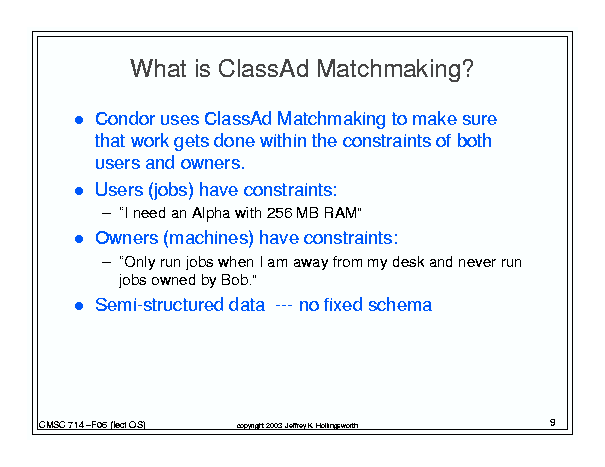 What is ClassAd Matchmaking?
● Condor uses ClassAd Matchmaking to make sure
that work gets done within the constraints of both
users and owners.
● Users (jobs) have constraints:
– “I need an Alpha with 256 MB RAM”
● Owners (machines) have constraints:
– “Only run jobs when I am away from my desk and never run
jobs owned by Bob.”
● Semi-structured data --- no fixed schema
CMSC 714 –F06 (lect OS)
copyright 2003 Jeffrey K. Hollingsworth
9